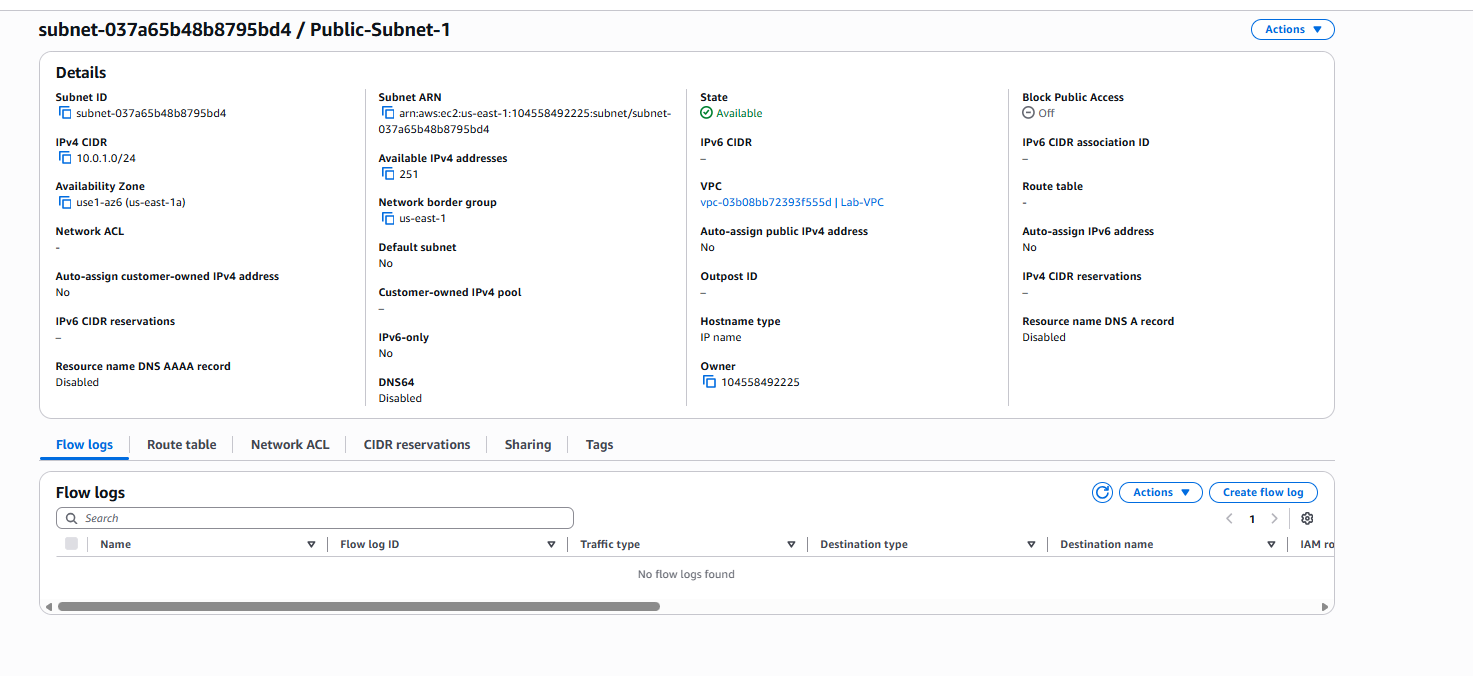 subnet-037a65b48b8795bd4 / Public-Subnet-1
Actions
Details
Subnet ID
subnet-037a65b48b8795bd4
IPv4 CIDR
10.0.1.0/24
Availability Zone
use1-az6 (us-east-1a)
Network ACL
-
Auto-assign customer-owned IPv4 address
No
IPv6 CIDR reservations
–
Resource name DNS AAAA record
Disabled
Subnet ARN
arn:aws:ec2:us-east-1:104558492225:subnet/subnet-
037a65b48b8795bd4
Available IPv4 addresses
251
Network border group
us-east-1
Default subnet
No
Customer-owned IPv4 pool
–
IPv6-only
No
DNS64
Disabled
State
Available
IPv6 CIDR
–
VPC
vpc-03b08bb72393f555d | Lab-VPC
Auto-assign public IPv4 address
No
Outpost ID
–
Hostname type
IP name
Owner
104558492225
Block Public Access
Off
IPv6 CIDR association ID
–
Route table
-
Auto-assign IPv6 address
No
IPv4 CIDR reservations
–
Resource name DNS A record
Disabled
Flow logs Route table Network ACL CIDR reservations Sharing Tags
Flow logs
Actions Create flow log
Search
1
Name Flow log ID Traffic type Destination type Destination name IAM ro
No flow logs found